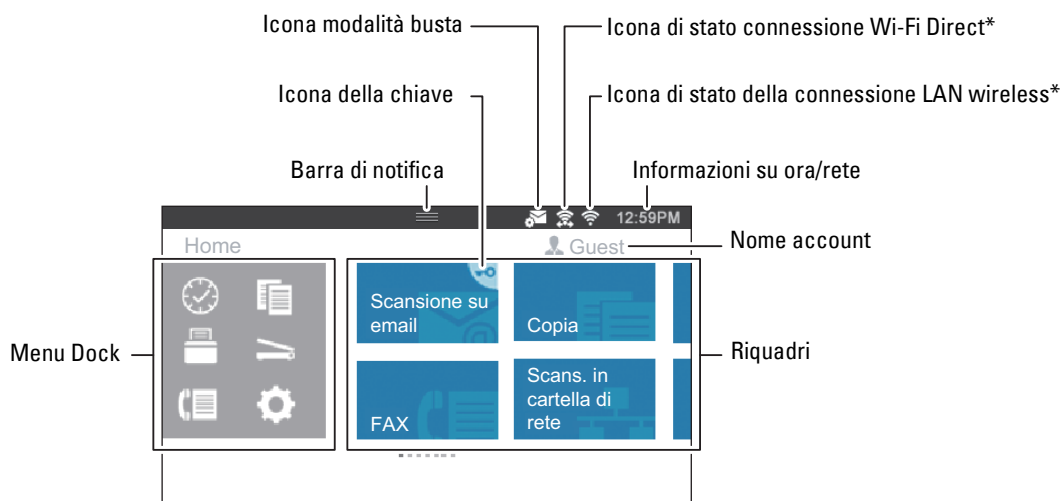 Icona modalità busta
Icona di stato connessione Wi-Fi Direct*
Icona della chiave
Icona di stato della connessione LAN wireless*
Barra di notifica
Informazioni su ora/rete
12:59PM
Home
Guest
Nome account
Menu Dock
Scansione su
email
Copia
Riquadri
FAX
Scans. in
cartella di
rete